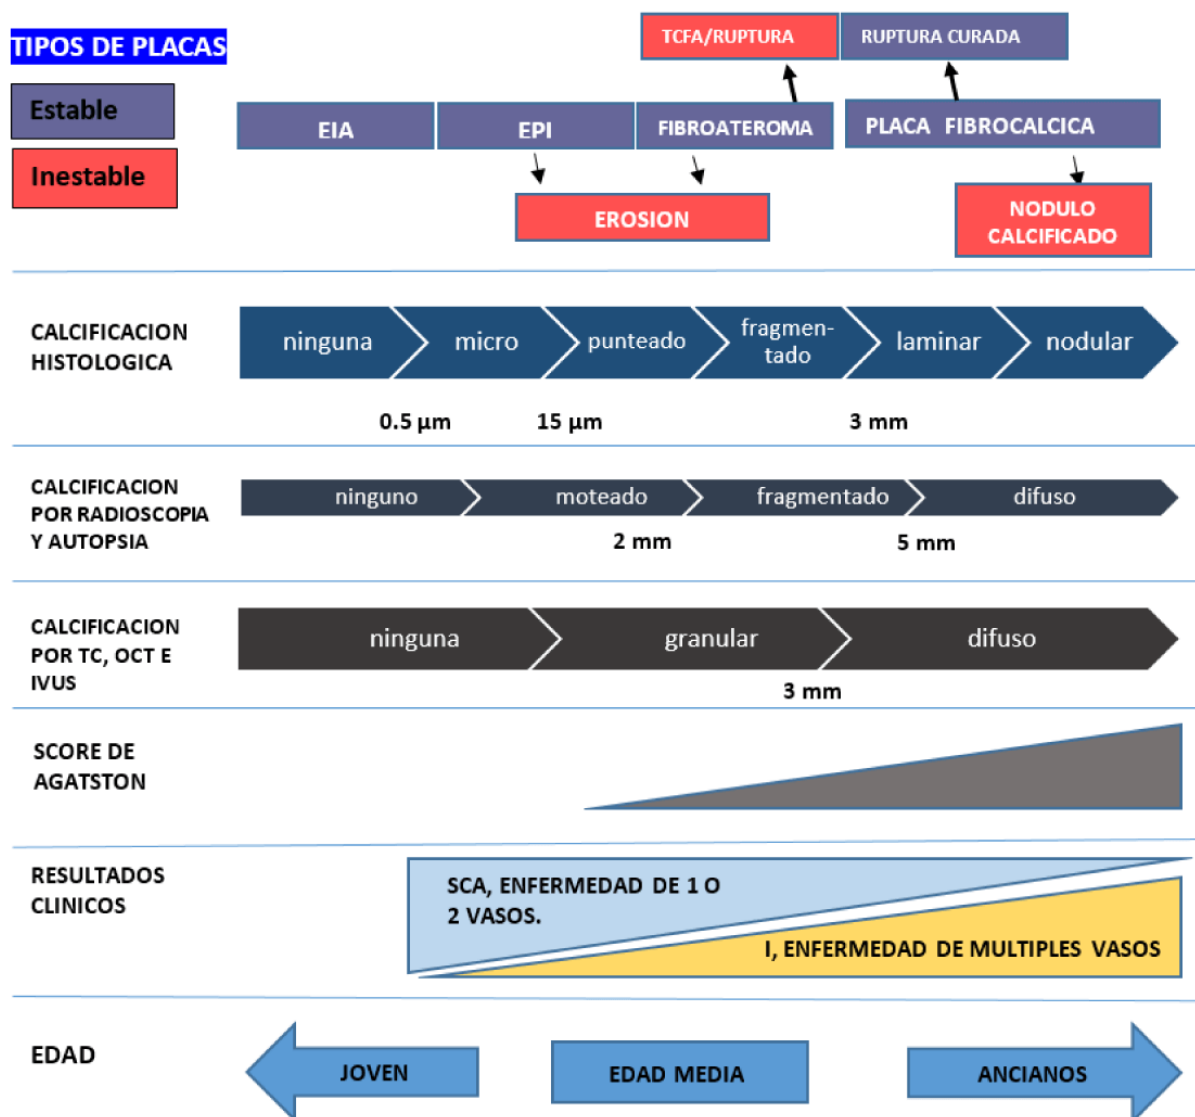 TIPOS DE PLACAS
Estable
Inestable
TCFA/RUPTURA
RUPTURA CURADA
EIA
EPI
FIBROATEROMA
PLACA FIBROCALCICA
EROSION
NODULO
CALCIFICADO
CALCIFICACION
HISTOLOGICA
ninguna
micro
punteado
fragmen-
tado
laminar
nodular
0.5 µm
15 µm
3 mm
CALCIFICACION
POR RADIOSCOPIA
Y AUTOPSIA
ninguno
moteado
fragmentado
difuso
2 mm
5 mm
CALCIFICACION
POR TC, OCT E
IVUS
ninguna
granular
difuso
3 mm
SCORE DE
AGATSTON
RESULTADOS
CLINICOS
SCA, ENFERMEDAD DE 1 O
2 VASOS.
I, ENFERMEDAD DE MULTIPLES VASOS
EDAD
JOVEN
EDAD MEDIA
ANCIANOS